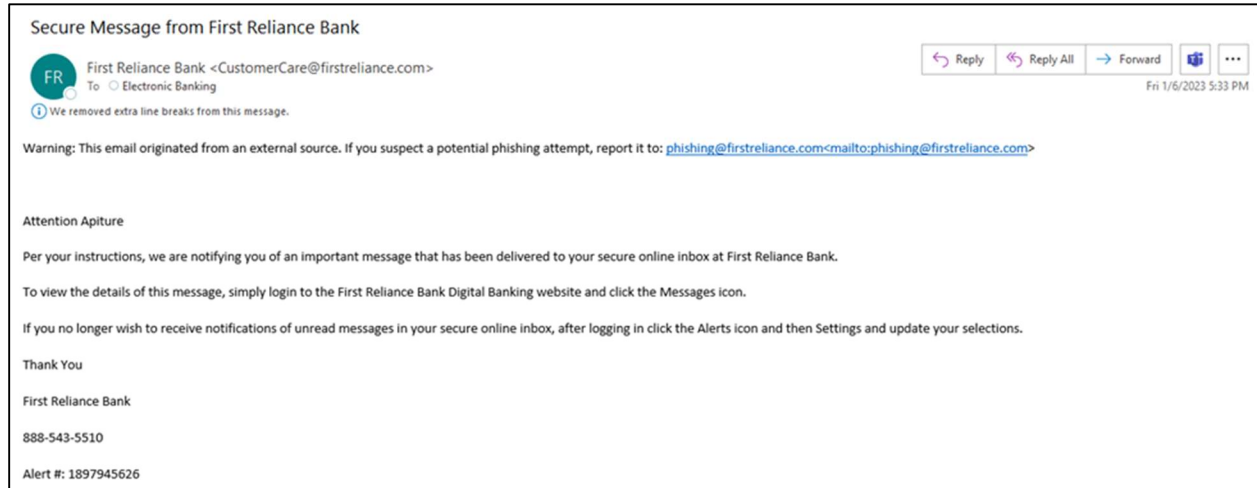 Secure Message from First Reliance Bank
FR
First Reliance Bank <CustomerCare@firstreliance.com>
To Electronic Banking
Reply Reply All Forward
Fri 1/6/2023 5:33 PM
We removed extra line breaks from this message.
Warning: This email originated from an external source. If you suspect a potential phishing attempt, report it to: phishing@firstreliance.com<mailto:phishing@firstreliance.com>
Attention Apiture
Per your instructions, we are notifying you of an important message that has been delivered to your secure online inbox at First Reliance Bank.
To view the details of this message, simply login to the First Reliance Bank Digital Banking website and click the Messages icon.
If you no longer wish to receive notifications of unread messages in your secure online inbox, after logging in click the Alerts icon and then Settings and update your selections.
Thank You
First Reliance Bank
888-543-5510
Alert #: 1897945626